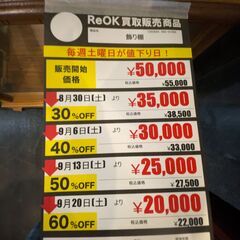 ReOK 買取販売商品
飾り棚
毎週土曜日が値下り日！
販売開始価格 ¥50,000
税込価格 ¥55,000
8月30日(土) より ¥35,000
30%OFF 税込価格 ¥38,500
9月6日(土) より ¥30,000
40%OFF 税込価格 ¥33,000
9月13日(土) より ¥25,000
50%OFF 税込価格 ¥27,500
9月20日(土) より ¥20,000
60%OFF 税込価格 ¥22,000